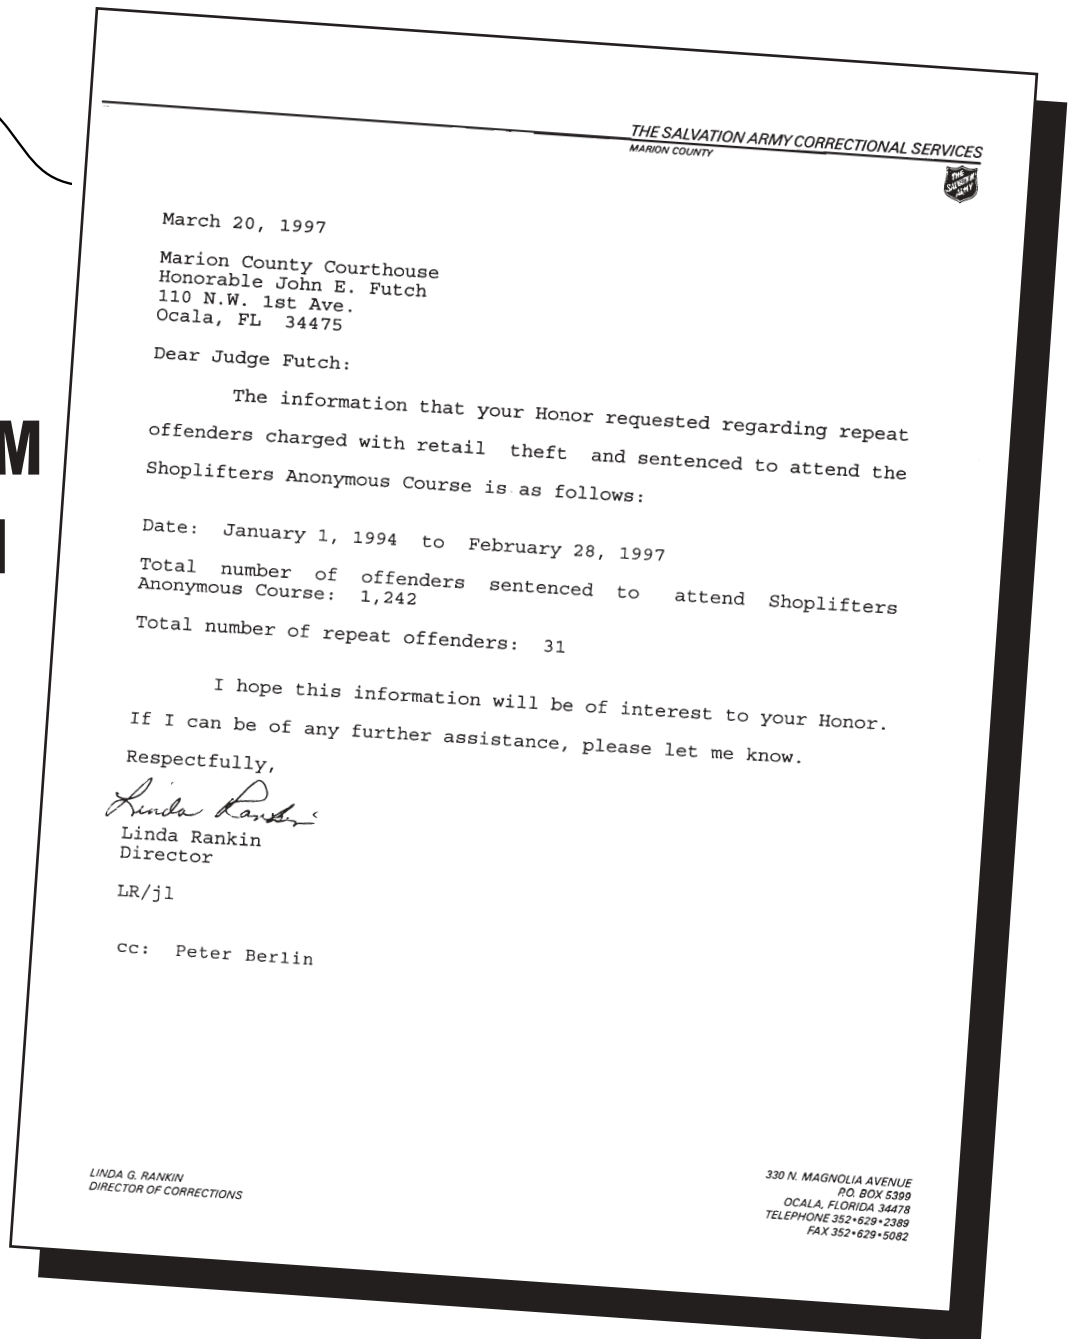 THE SALVATION ARMY CORRECTIONAL SERVICES
MARION COUNTY
THE
SALVATION
ARMY
March 20, 1997
Marion County Courthouse
Honorable John E. Futch
110 N.W. 1st Ave.
Ocala, FL 34475
Dear Judge Futch:
The information that your Honor requested regarding repeat
offenders charged with retail theft and sentenced to attend the
Shoplifters Anonymous Course is as follows:
Date: January 1, 1994 to February 28, 1997
Total number of offenders sentenced to attend Shoplifters
Anonymous Course: 1,242
Total number of repeat offenders: 31
I hope this information will be of interest to your Honor.
If I can be of any further assistance, please let me know.
Respectfully,
Linda Rankin
Linda Rankin
Director
LR/jl
cc: Peter Berlin
LINDA G. RANKIN
DIRECTOR OF CORRECTIONS
330 N. MAGNOLIA AVENUE
P.O. BOX 5399
OCALA, FLORIDA 34478
TELEPHONE 352•629•2389
FAX 352•629•5082
M